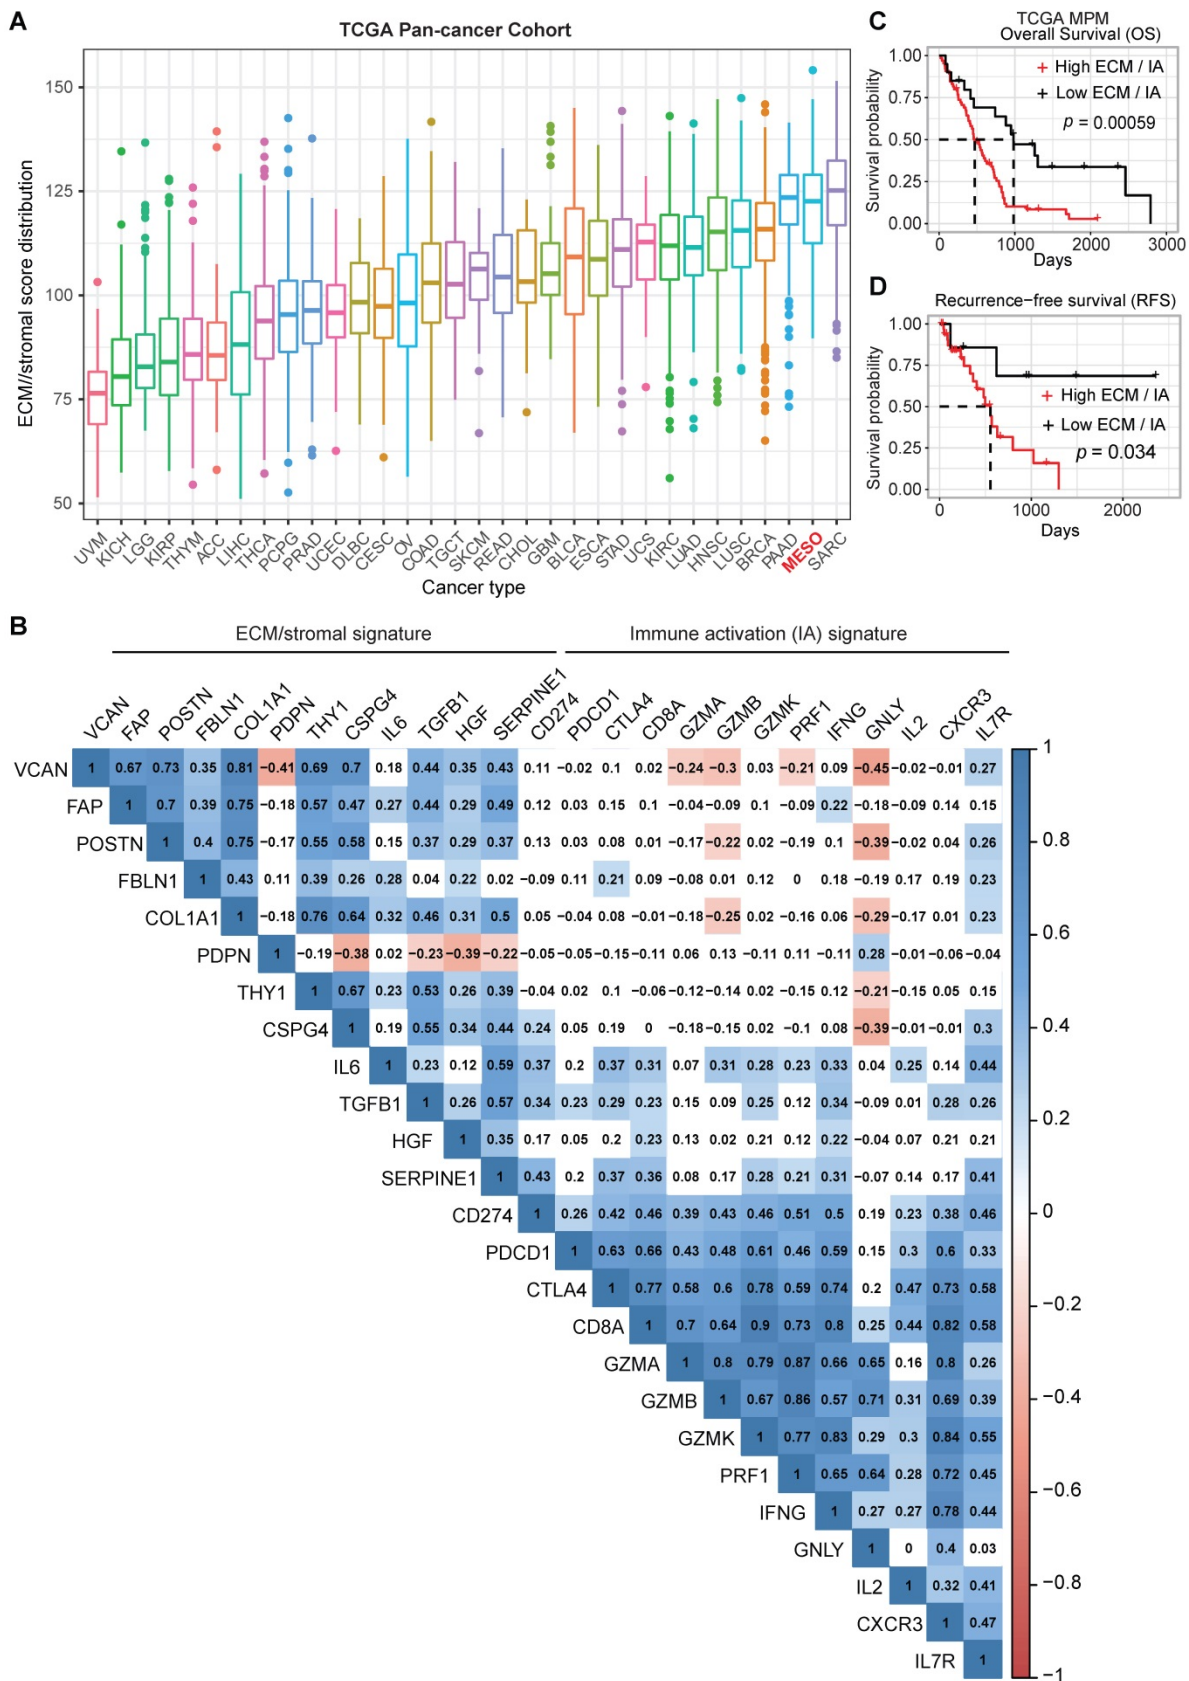 A
TCGA Pan-cancer Cohort
ECM//stromal score distribution
150
125
100
75
50
UVM
KICH
LGG
KIRP
THYM
ACC
LIHC
THCA
PCPG
PRAD
UCEC
DLBC
CESC
OV
COAD
TGCT
SKCM
READ
CHOL
GBM
BLCA
ESCA
STAD
UCS
KIRC
LUAD
HNSC
LUSC
BRCA
PAAD
MESO
SARC
Cancer type
C
TCGA MPM
Overall Survival (OS)
Survival probability
1.00
0.75
0.50
0.25
0.00
High ECM / IA
Low ECM / IA
p = 0.00059
0 1000 2000 3000
Days
D
Recurrence-free survival (RFS)
Survival probability
1.00
0.75
0.50
0.25
0.00
High ECM / IA
Low ECM / IA
p = 0.034
0 1000 2000
Days
B
ECM/stromal signature
Immune activation (IA) signature
VCAN FAP POSTN FBLN1 COL1A1 PDPN THY1 CSPG4 IL6 TGFB1 HGF SERPINE1 CD274 PDCD1 CTLA4 CD8A GZMA GZMB GZMK PRF1 IFNG GNLY IL2 CXCR3 IL7R
VCAN 1 0.67 0.73 0.35 0.81 −0.41 0.69 0.7 0.18 0.44 0.35 0.43 0.11 −0.02 0.1 0.02 −0.24 −0.3 0.03 −0.21 0.09 −0.45 −0.02 −0.01 0.27
FAP 1 0.7 0.39 0.75 −0.18 0.57 0.47 0.27 0.44 0.29 0.49 0.12 0.03 0.15 0.1 −0.04 −0.09 0.1 −0.09 0.22 −0.18 −0.09 0.14 0.15
POSTN 1 0.4 0.75 −0.17 0.55 0.58 0.15 0.37 0.29 0.37 0.13 0.03 0.08 0.01 −0.17 −0.22 0.02 −0.19 0.1 −0.39 −0.02 0.04 0.26
FBLN1 1 0.43 0.11 0.39 0.26 0.28 0.04 0.22 0.02 −0.09 0.11 0.21 0.09 −0.08 0.01 0.12 0 0.18 −0.19 0.17 0.19 0.23
COL1A1 1 −0.18 0.76 0.64 0.32 0.46 0.31 0.5 0.05 −0.04 0.08 −0.01 −0.18 −0.25 0.02 −0.16 0.06 −0.29 −0.17 0.01 0.23
PDPN 1 −0.19 −0.38 0.02 −0.23 −0.39 −0.22 −0.05 −0.05 −0.15 −0.11 0.06 0.13 −0.11 0.11 −0.11 0.28 −0.01 −0.06 −0.04
THY1 1 0.67 0.23 0.53 0.26 0.39 −0.04 0.02 0.1 −0.06 −0.12 −0.14 0.02 −0.15 0.12 −0.21 −0.15 0.05 0.15
CSPG4 1 0.19 0.55 0.34 0.44 0.24 0.05 0.19 0 −0.18 −0.15 0.02 −0.1 0.08 −0.39 −0.01 −0.01 0.3
IL6 1 0.23 0.12 0.59 0.37 0.2 0.37 0.31 0.07 0.31 0.28 0.23 0.33 0.04 0.25 0.14 0.44
TGFB1 1 0.26 0.57 0.34 0.23 0.29 0.23 0.15 0.09 0.25 0.12 0.34 −0.09 0.01 0.28 0.26
HGF 1 0.35 0.17 0.05 0.2 0.23 0.13 0.02 0.21 0.12 0.22 −0.04 0.07 0.21 0.21
SERPINE1 1 0.43 0.2 0.37 0.36 0.08 0.17 0.28 0.21 0.31 −0.07 0.14 0.17 0.41
CD274 1 0.26 0.42 0.46 0.39 0.43 0.46 0.51 0.5 0.19 0.23 0.38 0.46
PDCD1 1 0.63 0.66 0.43 0.48 0.61 0.46 0.59 0.15 0.3 0.6 0.33
CTLA4 1 0.77 0.58 0.6 0.78 0.59 0.74 0.2 0.47 0.73 0.58
CD8A 1 0.7 0.64 0.9 0.73 0.8 0.25 0.44 0.82 0.58
GZMA 1 0.8 0.79 0.87 0.66 0.65 0.16 0.8 0.26
GZMB 1 0.67 0.86 0.57 0.71 0.31 0.69 0.39
GZMK 1 0.77 0.83 0.29 0.3 0.84 0.55
PRF1 1 0.65 0.64 0.28 0.72 0.45
IFNG 1 0.27 0.27 0.78 0.44
GNLY 1 0 0.4 0.03
IL2 1 0.32 0.41
CXCR3 1 0.47
IL7R 1
1
0.8
0.6
0.4
0.2
0
−0.2
−0.4
−0.6
−0.8
−1